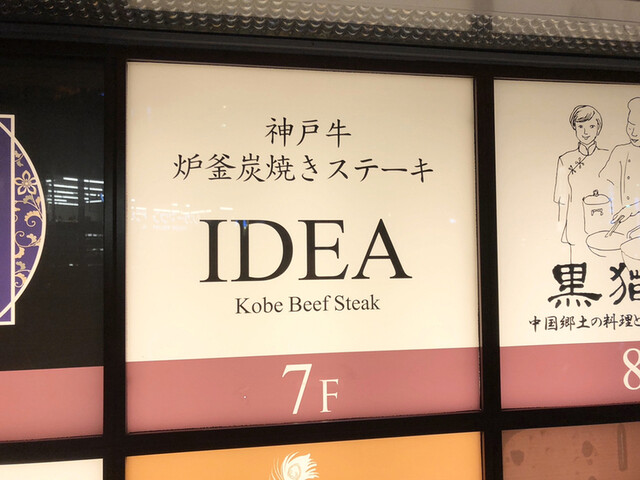 神戸牛
炉釜炭焼きステーキ
IDEA
Kobe Beef Steak
7F
黒猫
中国郷土の料理と
8